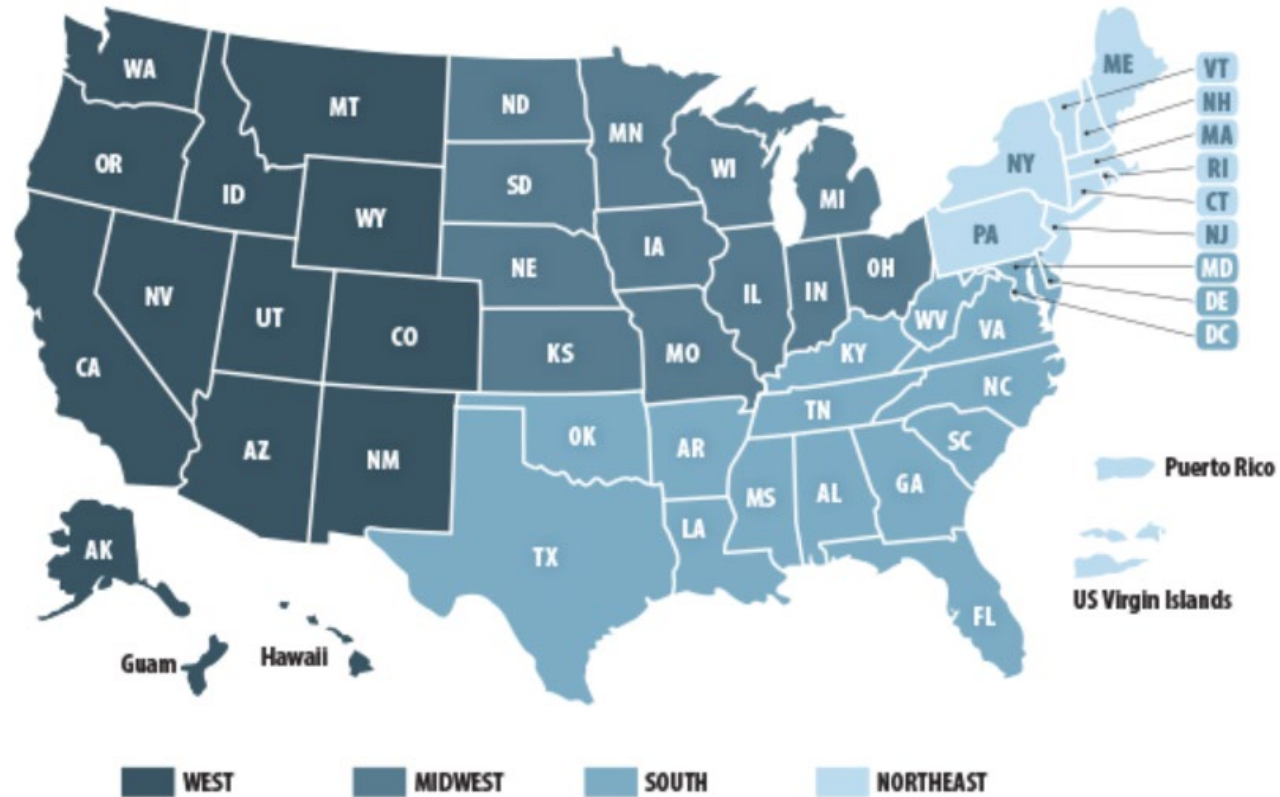 WA
MT
ND
MN
OR
ID
WY
SD
WI
MI
ME
VT
NH
MA
RI
CT
NJ
MD
DE
DC
NY
PA
NV
UT
CO
NE
IA
IL
IN
OH
CA
KS
MO
KY
WV
VA
AZ
NM
OK
AR
TN
NC
SC
TX
LA
MS
AL
GA
FL
AK
Guam
Hawaii
Puerto Rico
US Virgin Islands
WEST
MIDWEST
SOUTH
NORTHEAST